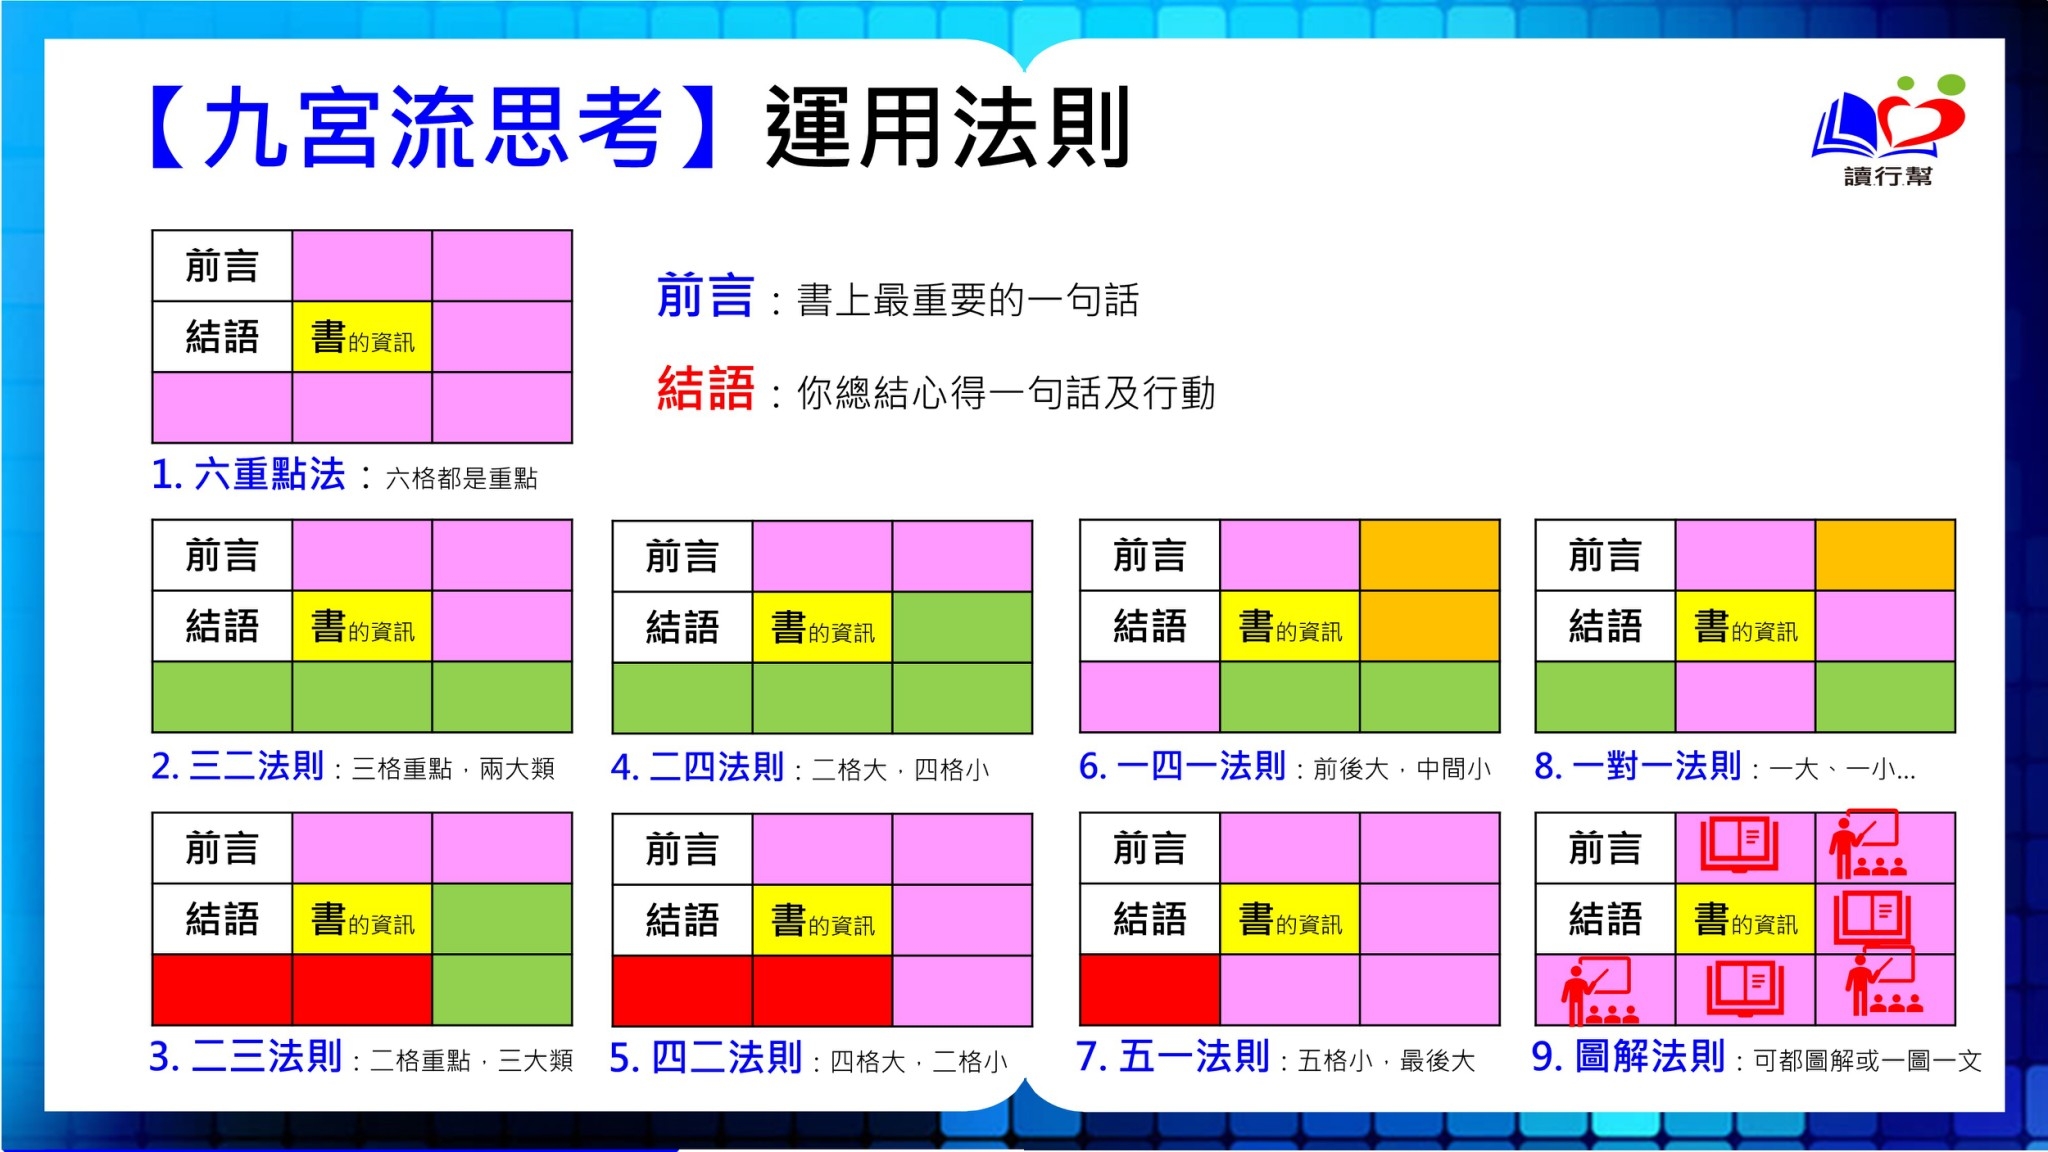 【九宮流思考】運用法則
讀行幫
前言
結語 書的資訊
前言：書上最重要的一句話
結語：你總結心得一句話及行動
1. 六重點法：六格都是重點
前言
結語 書的資訊
前言
結語 書的資訊
前言
結語 書的資訊
前言
結語 書的資訊
2. 三二法則：三格重點，兩大類
4. 二四法則：二格大，四格小
6. 一四一法則：前後大，中間小
8. 一對一法則：一大、一小...
前言
結語 書的資訊
前言
結語 書的資訊
前言
結語 書的資訊
前言
結語 書的資訊
3. 二三法則：二格重點，三大類
5. 四二法則：四格大，二格小
7. 五一法則：五格小，最後大
9. 圖解法則：可都圖解或一圖一文